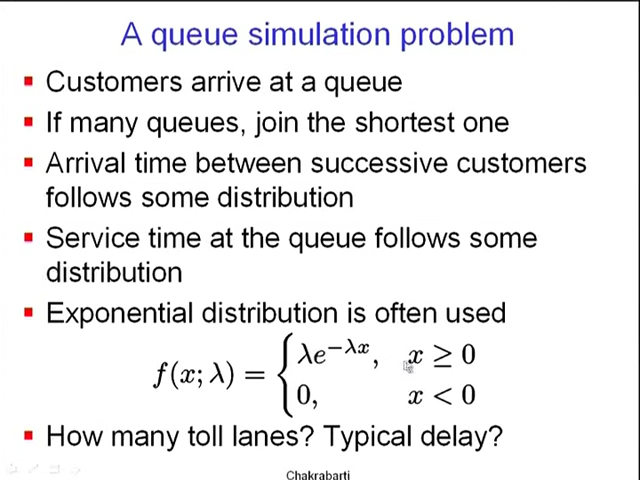 A queue simulation problem
Customers arrive at a queue
If many queues, join the shortest one
Arrival time between successive customers
follows some distribution
Service time at the queue follows some
distribution
Exponential distribution is often used
f(x; λ) = { λe^{−λx}, x ≥ 0
0, x < 0
How many toll lanes? Typical delay?
Chakrabarti